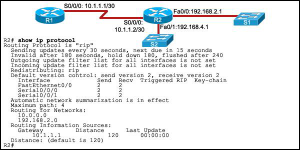 S0/0/0: 10.1.1.1/30
R2
Fa0/0:192.168.2.1
R1
S0/0/0: 10.1.1.2/30
S1
Fa0/1:192.168.4.1
R2# show ip protocol
Routing Protocol is "rip"
Sending updates every 30 seconds, next due in 15 seconds
Invalid after 180 seconds, hold down 180, flushed after 240
Outgoing update filter list for all interfaces is not set
Incoming update filter list for all interfaces is not set
Redistributing: rip
Default version control: send version 2, receive version 2
Interface Send Recv Triggered RIP Key-chain
FastEthernet0/0 2 2
Serial0/0/0 2 2
Serial0/0/1 2 2
Automatic network summarization is in effect
Maximum path: 4
Routing for Networks:
10.0.0.0
192.168.2.0
Routing Information Sources:
Gateway Distance Last Update
10.1.1.1 120 00:00:00
Distance: (default is 120)
R2#